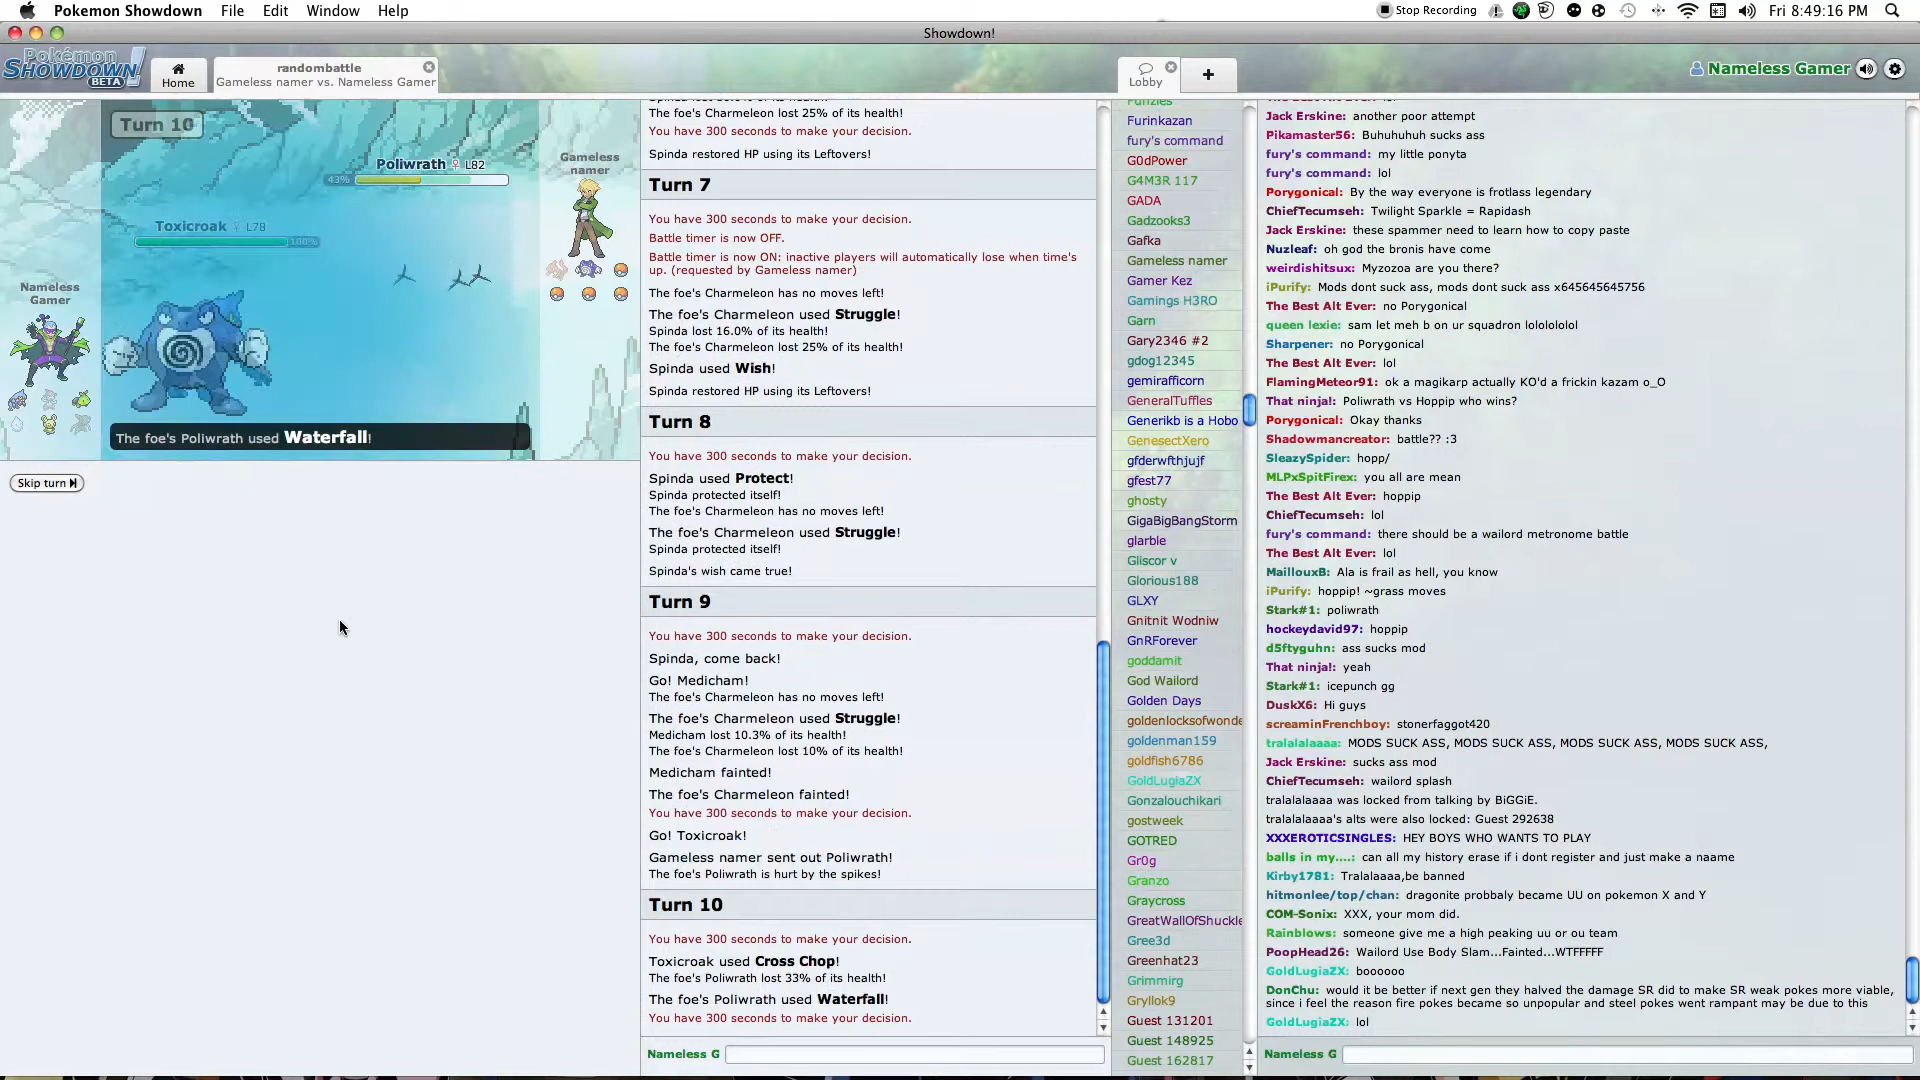 Pokemon Showdown File Edit Window Help
Stop Recording Fri 8:49:16 PM
Showdown!
Pokémon
SHOWDOWN!
BETA
Home
randombattle
Gameless namer vs. Nameless Gamer
Lobby
+
Nameless Gamer
Turn 10
Poliwrath ♀ L82
43%
Toxicroak ♀ L78
100%
Gameless
namer
Nameless
Gamer
The foe's Poliwrath used Waterfall!
Skip turn
The foe's Charmeleon lost 25% of its health!
You have 300 seconds to make your decision.
Spinda restored HP using its Leftovers!
Turn 7
You have 300 seconds to make your decision.
Battle timer is now OFF.
Battle timer is now ON: inactive players will automatically lose when time's
up. (requested by Gameless namer)
The foe's Charmeleon has no moves left!
The foe's Charmeleon used Struggle!
Spinda lost 16.0% of its health!
The foe's Charmeleon lost 25% of its health!
Spinda used Wish!
Spinda restored HP using its Leftovers!
Turn 8
You have 300 seconds to make your decision.
Spinda used Protect!
Spinda protected itself!
The foe's Charmeleon has no moves left!
The foe's Charmeleon used Struggle!
Spinda protected itself!
Spinda's wish came true!
Turn 9
You have 300 seconds to make your decision.
Spinda, come back!
Go! Medicham!
The foe's Charmeleon has no moves left!
The foe's Charmeleon used Struggle!
Medicham lost 10.3% of its health!
The foe's Charmeleon lost 10% of its health!
Medicham fainted!
The foe's Charmeleon fainted!
You have 300 seconds to make your decision.
Go! Toxicroak!
Gameless namer sent out Poliwrath!
The foe's Poliwrath is hurt by the spikes!
Turn 10
You have 300 seconds to make your decision.
Toxicroak used Cross Chop!
The foe's Poliwrath lost 33% of its health!
The foe's Poliwrath used Waterfall!
You have 300 seconds to make your decision.
Nameless G
Funzies
Furinkazan
fury's command
G0dPower
G4M3R 117
GADA
Gadzooks3
Gafka
Gameless namer
Gamer Kez
Gamings H3RO
Garn
Gary2346 #2
gdog12345
gemirafficorn
GeneralTuffles
Generikb is a Hobo
GenesectXero
gfderwfthjujf
gfest77
ghosty
GigaBigBangStorm
glarble
Gliscor v
Glorious188
GLXY
Gnitnit Wodniw
GnRForever
goddamit
God Wailord
Golden Days
goldenlocksofwonde
goldenman159
goldfish6786
GoldLugiaZX
Gonzalouchikari
gostweek
GOTRED
Gr0g
Granzo
Graycross
GreatWallOfShuckle
Gree3d
Greenhat23
Grimmirg
Gryllok9
Guest 131201
Guest 148925
Guest 162817
Jack Erskine: another poor attempt
Pikamaster56: Buhuhuhuh sucks ass
fury's command: my little ponyta
fury's command: lol
Porygonical: By the way everyone is frotlass legendary
ChiefTecumseh: Twilight Sparkle = Rapidash
Jack Erskine: these spammer need to learn how to copy paste
Nuzleaf: oh god the bronis have come
weirdishitsux: Myzozoa are you there?
iPurify: Mods dont suck ass, mods dont suck ass x645645645756
The Best Alt Ever: no Porygonical
queen lexie: sam let meh b on ur squadron lolololol
Sharpener: no Porygonical
The Best Alt Ever: lol
FlamingMeteor91: ok a magikarp actually KO'd a frickin kazam o_O
That ninja!: Poliwrath vs Hoppip who wins?
Porygonical: Okay thanks
Shadowmancreator: battle?? :3
SleazySpider: hopp/
MLPxSpitFirex: you all are mean
The Best Alt Ever: hoppip
ChiefTecumseh: lol
fury's command: there should be a wailord metronome battle
The Best Alt Ever: lol
MaillouxB: Ala is frail as hell, you know
iPurify: hoppip! ~grass moves
Stark#1: poliwrath
hockeydavid97: hoppip
d5ftyguhn: ass sucks mod
That ninja!: yeah
Stark#1: icepunch gg
DuskX6: Hi guys
screaminFrenchboy: stonerfaggot420
tralalalaaaa: MODS SUCK ASS, MODS SUCK ASS, MODS SUCK ASS, MODS SUCK ASS,
Jack Erskine: sucks ass mod
ChiefTecumseh: wailord splash
tralalalaaaa was locked from talking by BiGGiE.
tralalalaaaa's alts were also locked: Guest 292638
XXXEROTICSINGLES: HEY BOYS WHO WANTS TO PLAY
balls in my....: can all my history erase if i dont register and just make a naame
Kirby1781: Tralalaaaa,be banned
hitmonlee/top/chan: dragonite probbaly became UU on pokemon X and Y
COM-Sonix: XXX, your mom did.
Rainblows: someone give me a high peaking uu or ou team
PoopHead26: Wailord Use Body Slam...Fainted...WTFFFFF
GoldLugiaZX: boooooo
DonChu: would it be better if next gen they halved the damage SR did to make SR weak pokes more viable,
since i feel the reason fire pokes became so unpopular and steel pokes went rampant may be due to this
GoldLugiaZX: lol
Nameless G